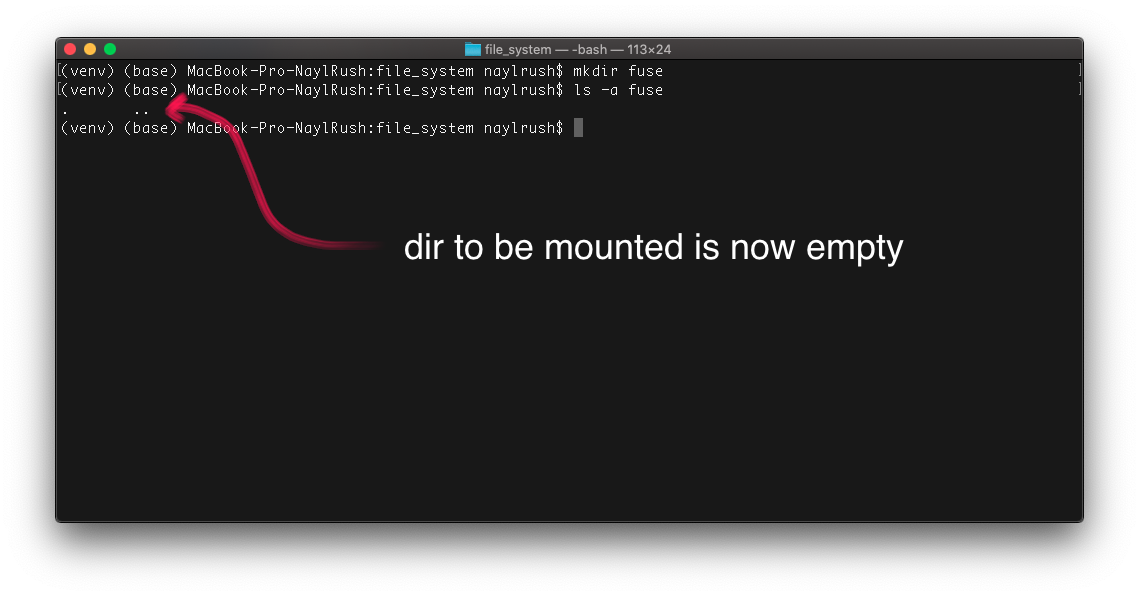 file_system — -bash — 113×24
[(venv) (base) MacBook-Pro-NaylRush:file_system naylrush$ mkdir fuse ]
[(venv) (base) MacBook-Pro-NaylRush:file_system naylrush$ ls -a fuse ]
. ..
(venv) (base) MacBook-Pro-NaylRush:file_system naylrush$
dir to be mounted is now empty